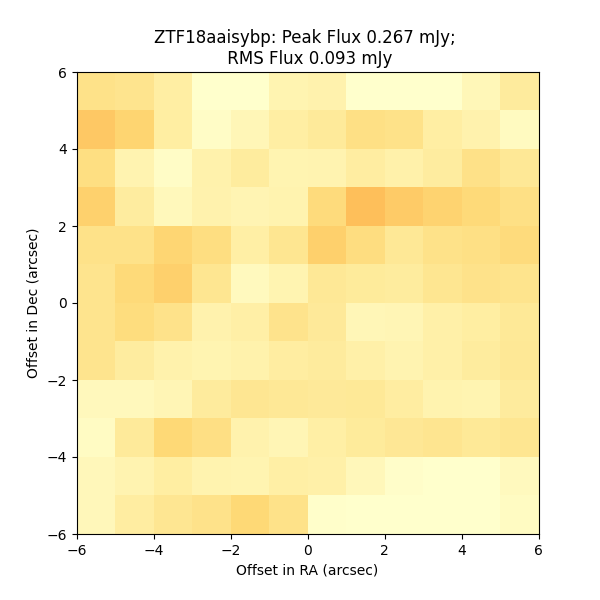 ZTF18aaisybp: Peak Flux 0.267 mJy;
RMS Flux 0.093 mJy
6
4
2
0
−2
−4
−6
Offset in Dec (arcsec)
−6 −4 −2 0 2 4 6
Offset in RA (arcsec)